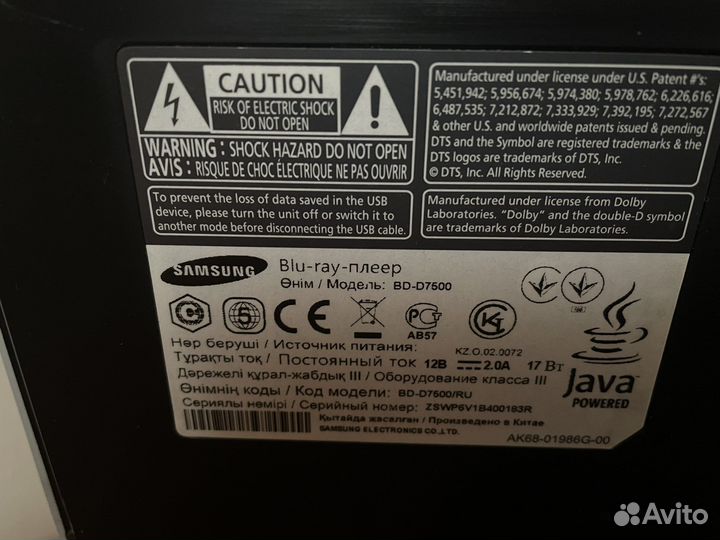 CAUTION
RISK OF ELECTRIC SHOCK
DO NOT OPEN
WARNING : SHOCK HAZARD DO NOT OPEN
AVIS : RISQUE DE CHOC ÉLECTRIQUE NE PAS OUVRIR
Manufactured under license under U.S. Patent #'s:
5,451,942; 5,956,674; 5,974,380; 5,978,762; 6,226,616;
6,487,535; 7,212,872; 7,333,929; 7,392,195; 7,272,567
& other U.S. and worldwide patents issued & pending.
DTS and the Symbol are registered trademarks & the
DTS logos are trademarks of DTS, Inc.
© DTS, Inc. All Rights Reserved.
To prevent the loss of data saved in the USB
device, please turn the unit off or switch it to
another mode before disconnecting the USB cable.
Manufactured under license from Dolby
Laboratories. "Dolby" and the double-D symbol
are trademarks of Dolby Laboratories.
SAMSUNG
Blu-ray-плеер
Өнім / Модель: BD-D7500
5
CE
АВ57
KZ.O.02.0072
Нәр беруші / Источник питания:
Тұрақты ток / Постоянный ток 12В 2.0А 17 Вт
Дәрежелі құрал-жабдық III / Оборудование класса III
Өнімнің коды / Код модели: BD-D7500/RU
Сериялы нөмірі / Серийный номер: ZSWP6V1B400193R
Қытайда жасалған / Произведено в Китае
SAMSUNG ELECTRONICS CO.,LTD.
Java
POWERED
AK68-01986G-00
Avito